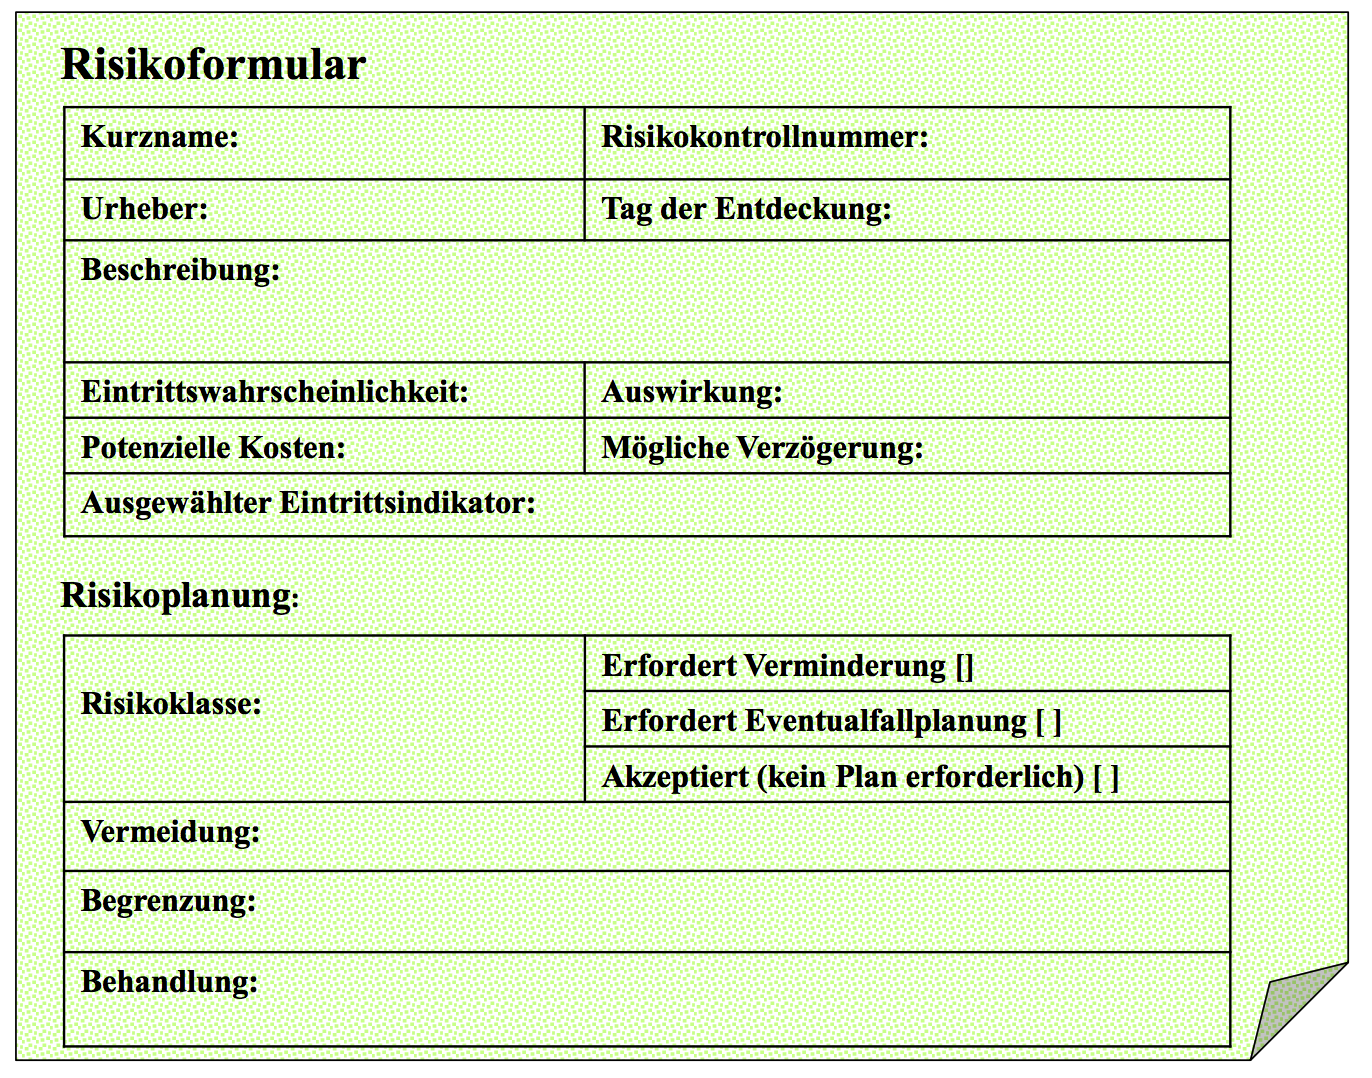 Risikoformular
Kurzname: Risikokontrollnummer:
Urheber: Tag der Entdeckung:
Beschreibung:
Eintrittswahrscheinlichkeit: Auswirkung:
Potenzielle Kosten: Mögliche Verzögerung:
Ausgewählter Eintrittsindikator:
Risikoplanung:
Risikoklasse:
Erfordert Verminderung []
Erfordert Eventualfallplanung [ ]
Akzeptiert (kein Plan erforderlich) [ ]
Vermeidung:
Begrenzung:
Behandlung: